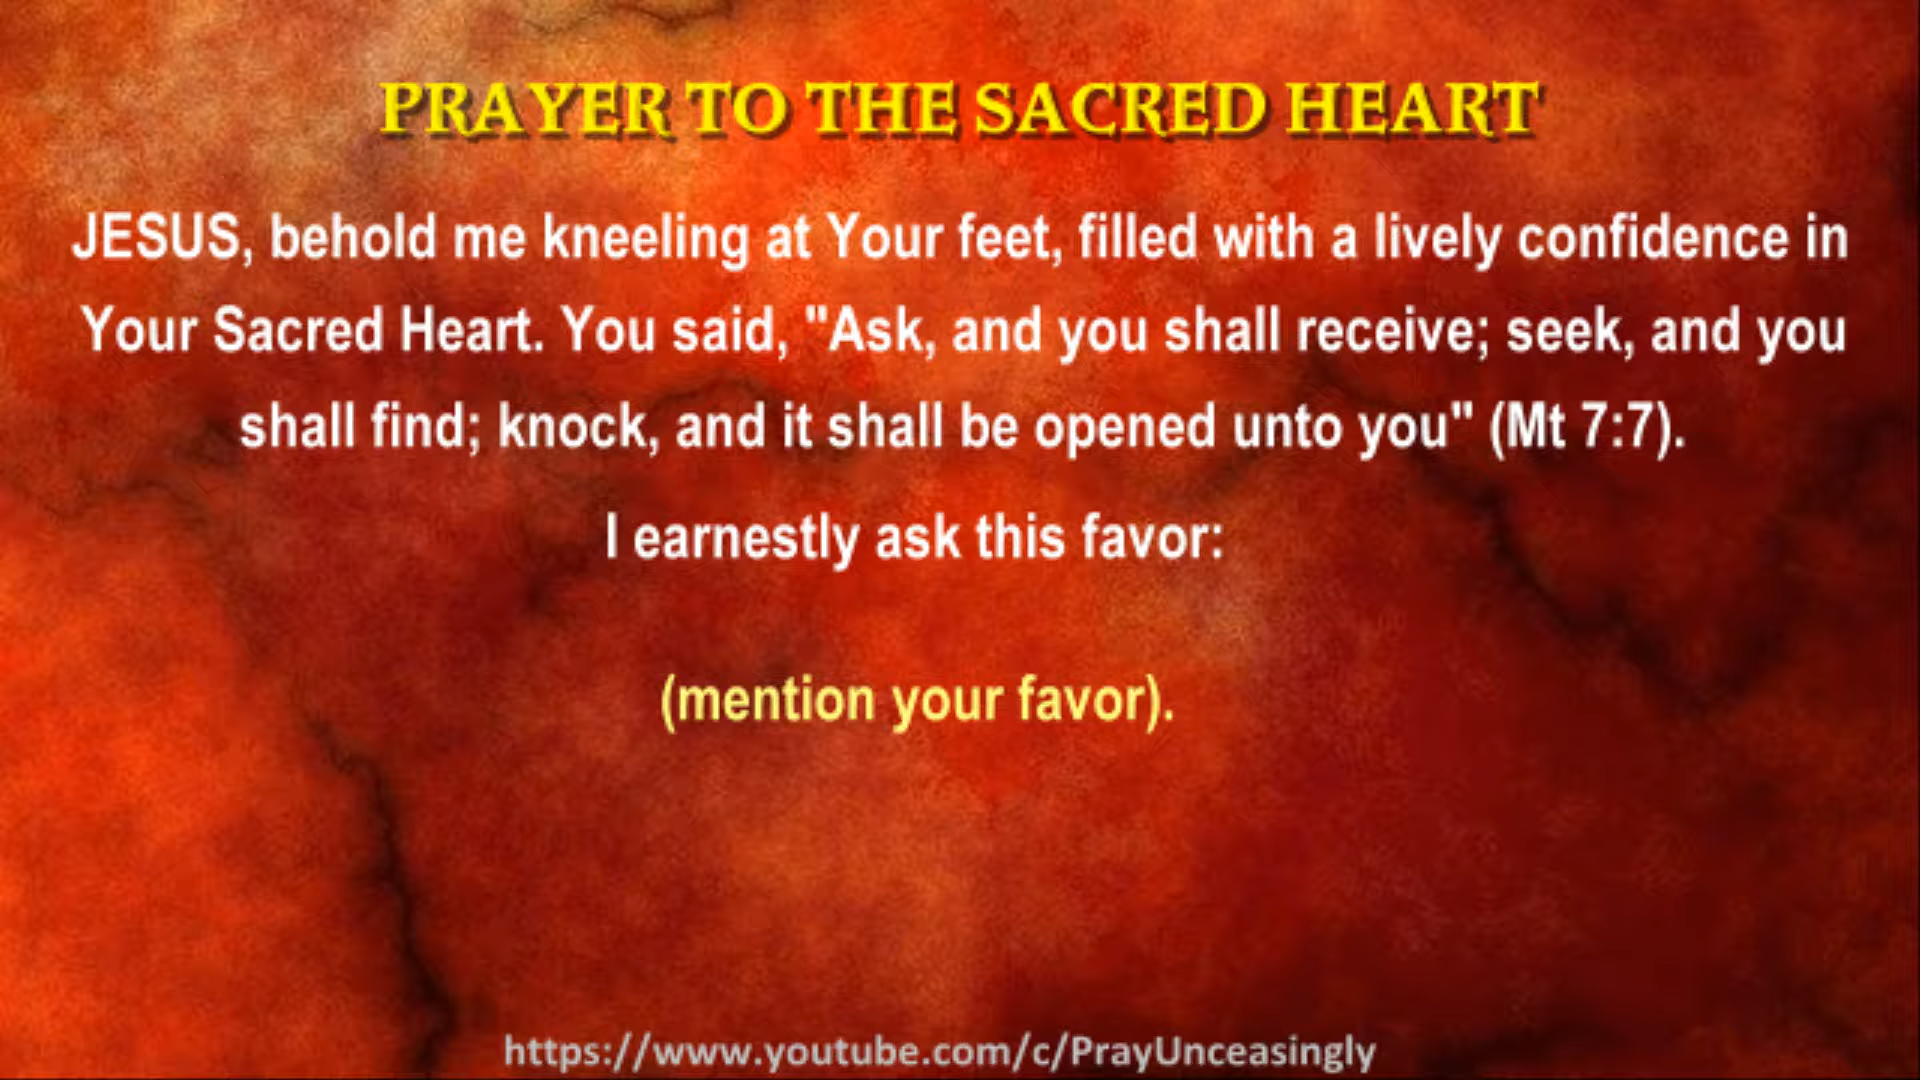 PRAYER TO THE SACRED HEART
JESUS, behold me kneeling at Your feet, filled with a lively confidence in
Your Sacred Heart. You said, "Ask, and you shall receive; seek, and you
shall find; knock, and it shall be opened unto you" (Mt 7:7).
I earnestly ask this favor:
(mention your favor).
https://www.youtube.com/c/PrayUnceasingly